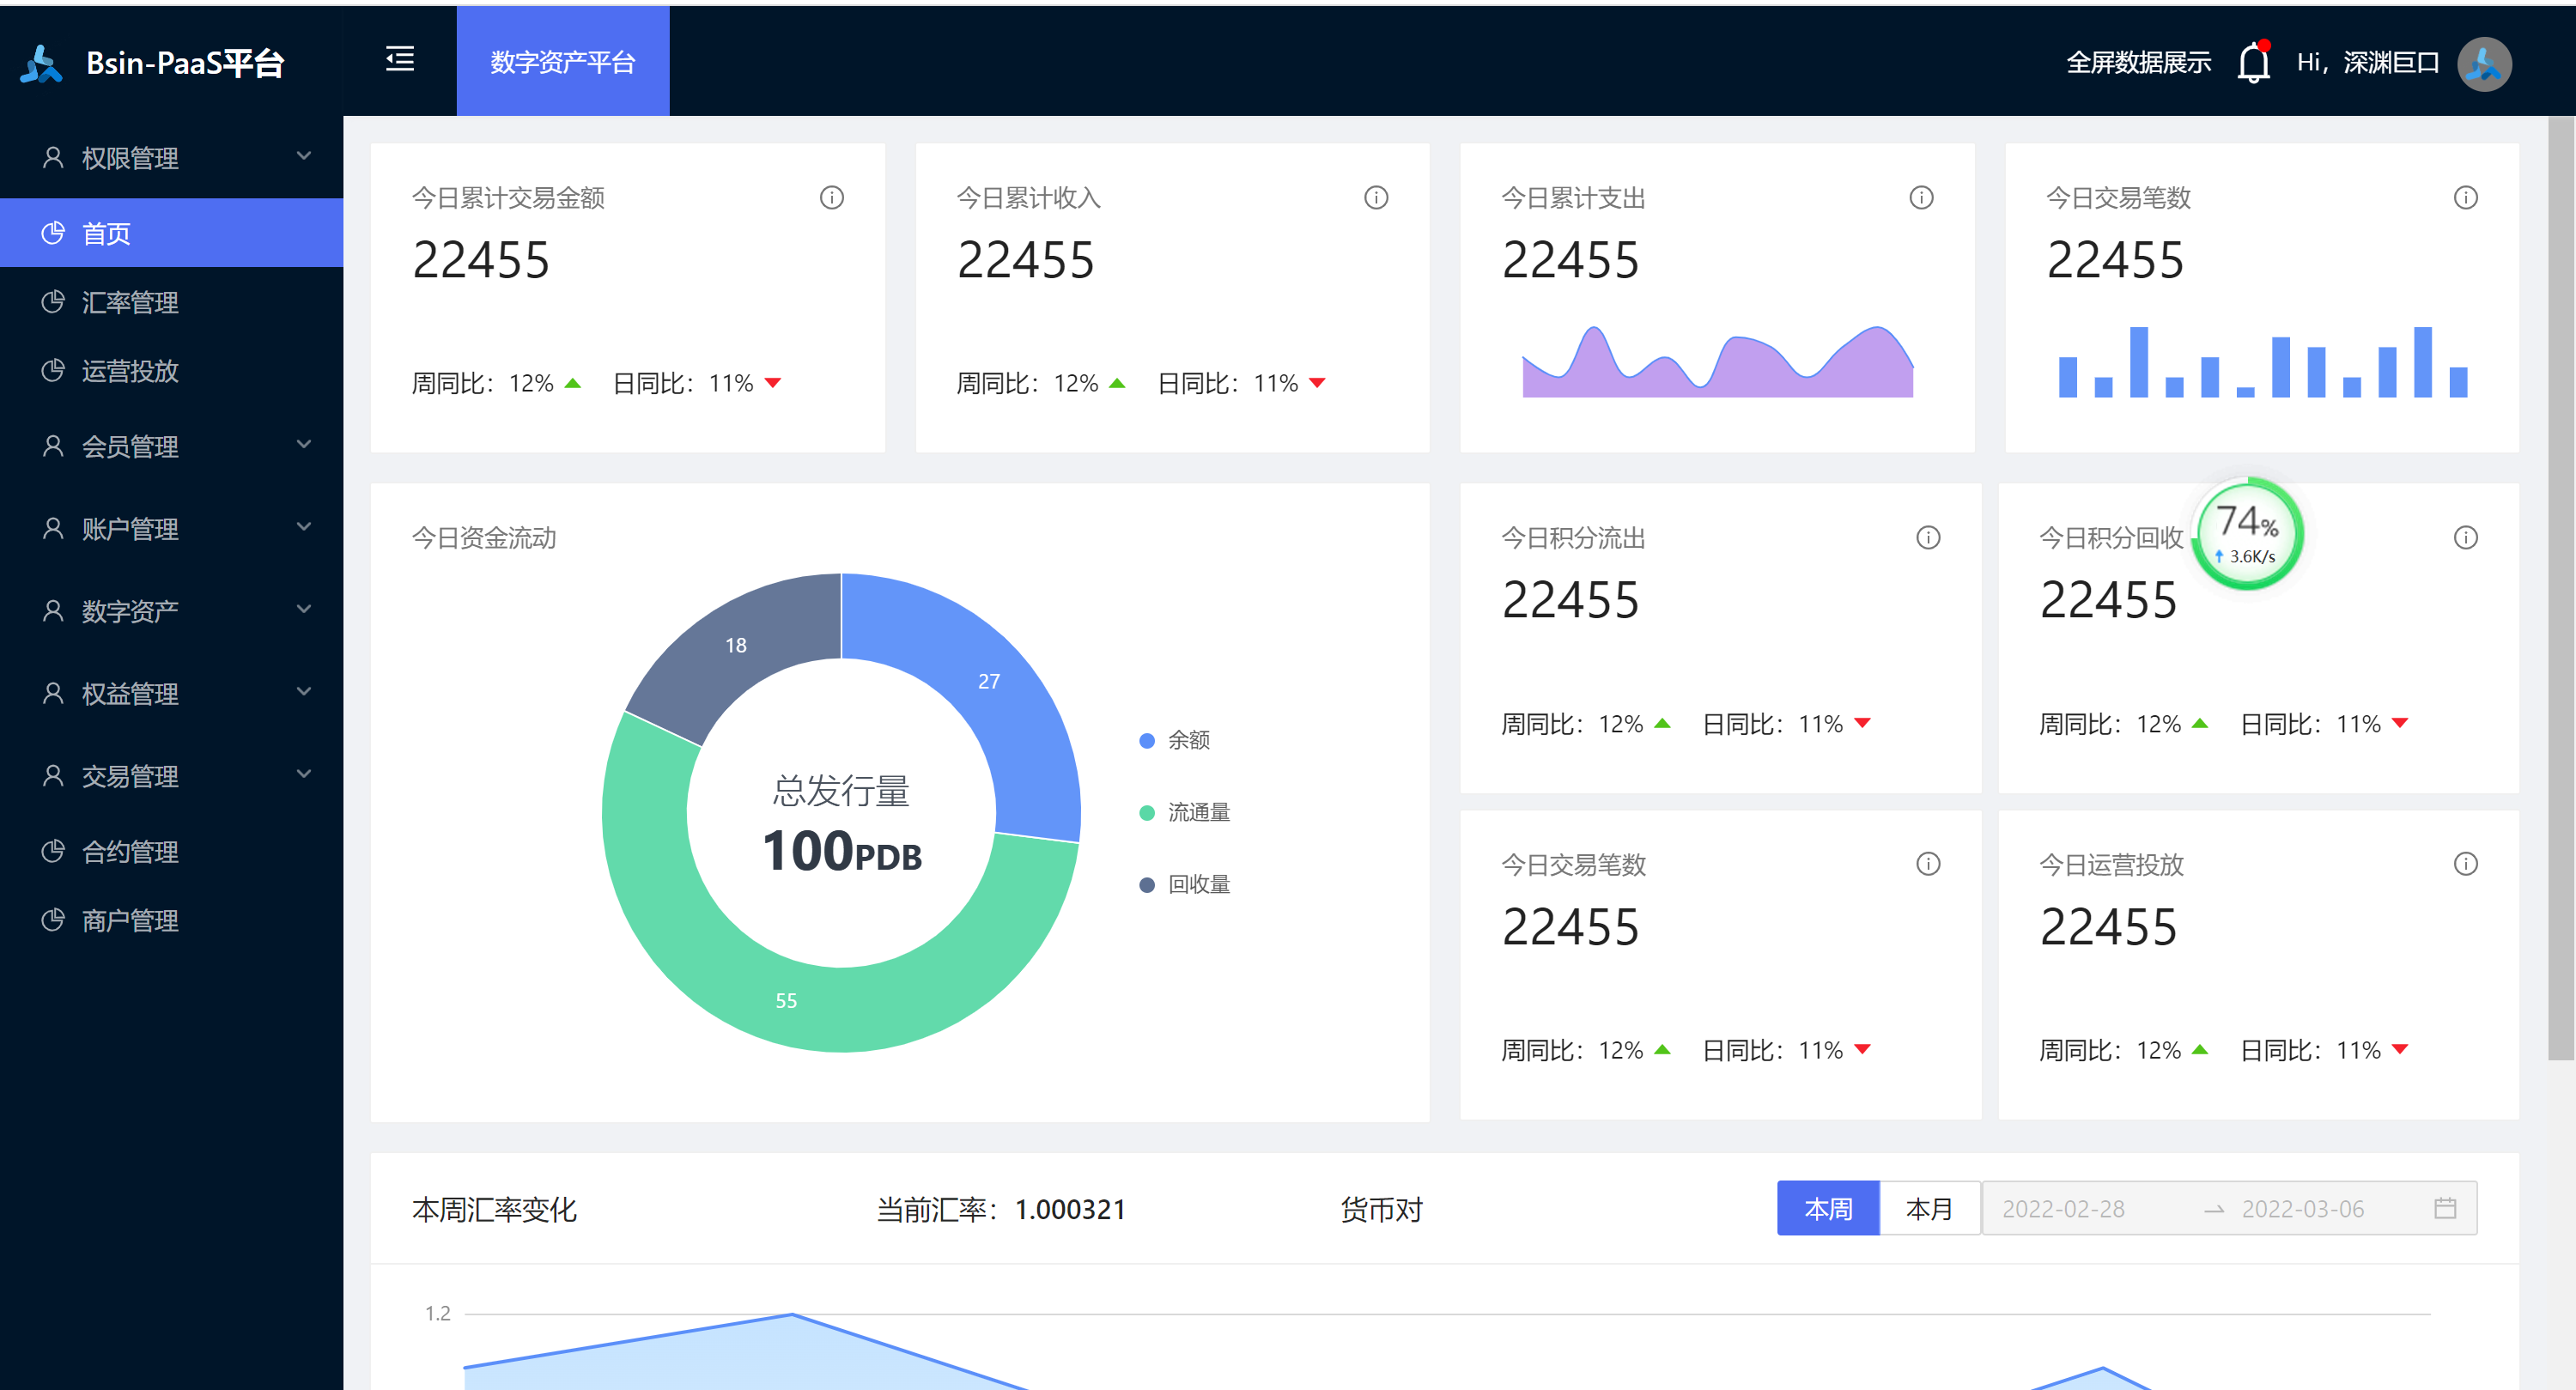 Bsin-PaaS平台
数字资产平台
全屏数据展示
Hi，深渊巨口
权限管理
首页
汇率管理
运营投放
会员管理
账户管理
数字资产
权益管理
交易管理
合约管理
商户管理
今日累计交易金额
22455
周同比：12%
日同比：11%
今日累计收入
22455
周同比：12%
日同比：11%
今日累计支出
22455
今日交易笔数
22455
今日资金流动
18
27
55
总发行量
100PDB
余额
流通量
回收量
今日积分流出
22455
周同比：12%
日同比：11%
今日积分回收
22455
周同比：12%
日同比：11%
74%
3.6K/s
今日交易笔数
22455
周同比：12%
日同比：11%
今日运营投放
22455
周同比：12%
日同比：11%
本周汇率变化
当前汇率：1.000321
货币对
本周
本月
2022-02-28
2022-03-06
1.2